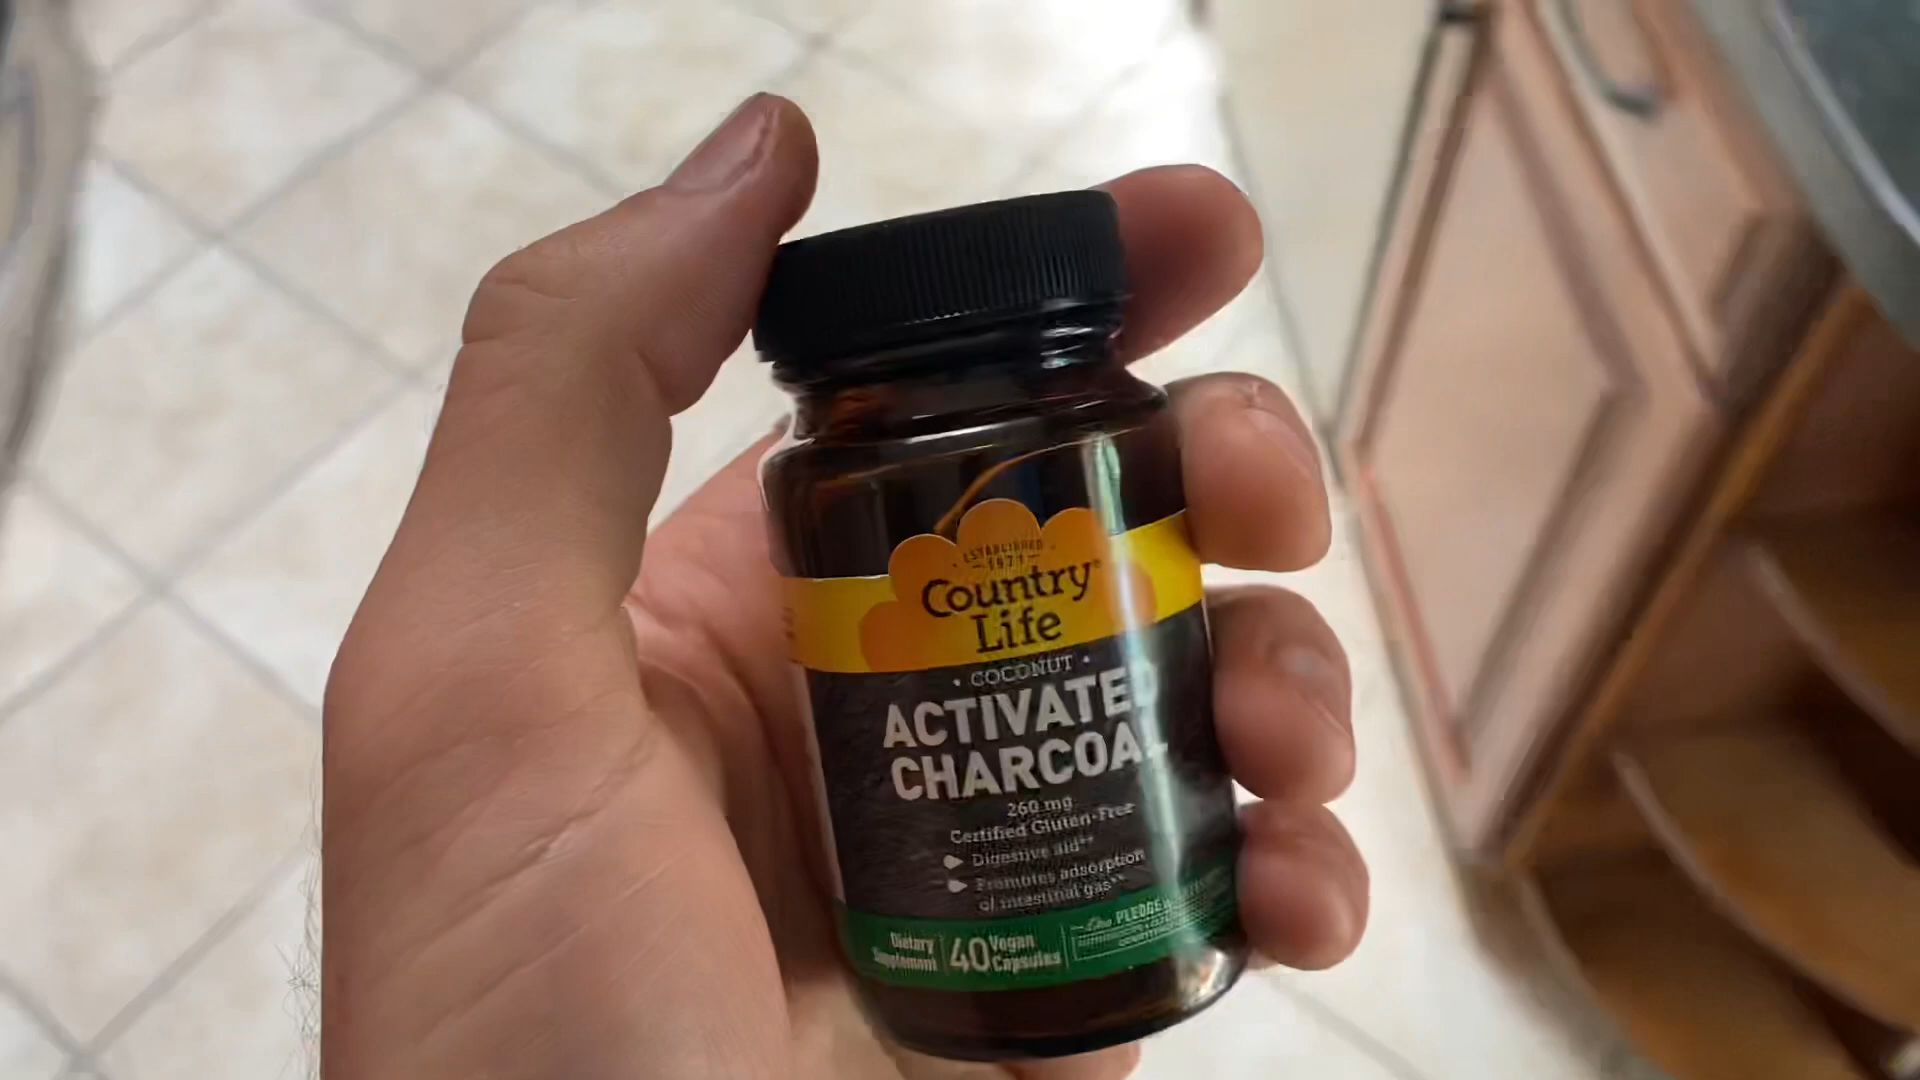 • ESTABLISHED •
—1971—
Country®
Life
• COCONUT •
ACTIVATED
CHARCOAL
260 mg
Certified Gluten-Free
Digestive aid**
Promotes adsorption
of intestinal gas**
Dietary
Supplement
40 Vegan
Capsules
PLEDGE